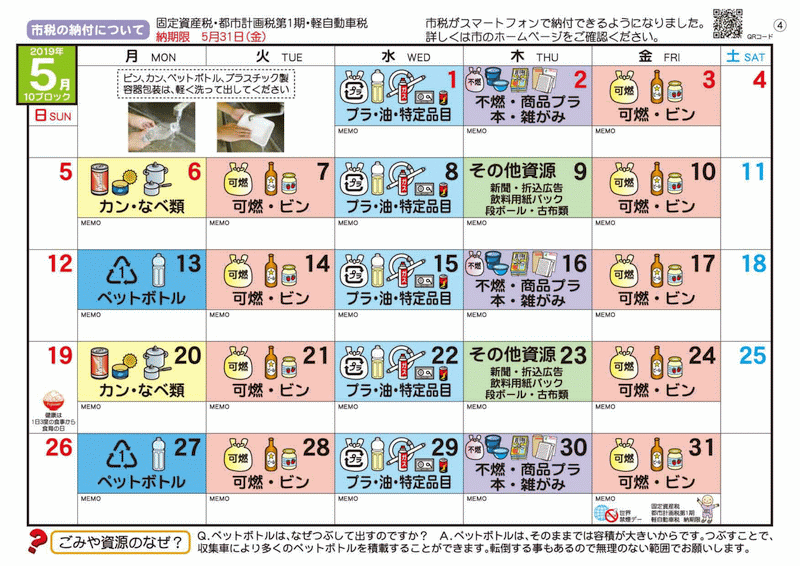 市税の納付について
固定資産税・都市計画税第1期・軽自動車税
納期限 5月31日(金)
市税がスマートフォンで納付できるようになりました。
詳しくは市のホームページをご確認ください。
QRコード
④
2019年
5月
10ブロック
月 MON
火 TUE
水 WED
木 THU
金 FRI
土 SAT
日 SUN
ビン、カン、ペットボトル、プラスチック製
容器包装は、軽く洗って出してください
1
プラ
プラ・油・特定品目
MEMO
2
不燃
不燃・商品プラ
本・雑がみ
MEMO
3
可燃
可燃・ビン
MEMO
4
5
6
カン・なべ類
MEMO
7
可燃
可燃・ビン
MEMO
8
プラ
プラ・油・特定品目
MEMO
その他資源 9
新聞・折込広告
飲料用紙パック
段ボール・古布類
MEMO
10
可燃
可燃・ビン
MEMO
11
12
1
13
ペットボトル
MEMO
14
可燃
可燃・ビン
MEMO
15
プラ
プラ・油・特定品目
MEMO
16
不燃
不燃・商品プラ
本・雑がみ
MEMO
17
可燃
可燃・ビン
MEMO
18
19
健康は
1日3度の食事から
食育の日
20
カン・なべ類
MEMO
21
可燃
可燃・ビン
MEMO
22
プラ
プラ・油・特定品目
MEMO
その他資源 23
新聞・折込広告
飲料用紙パック
段ボール・古布類
MEMO
24
可燃
可燃・ビン
MEMO
25
26
1
27
ペットボトル
MEMO
28
可燃
可燃・ビン
MEMO
29
プラ
プラ・油・特定品目
MEMO
30
不燃
不燃・商品プラ
本・雑がみ
MEMO
31
可燃
可燃・ビン
MEMO
世界
禁煙デー
固定資産税
都市計画税第1期
軽自動車税 納期限
ごみや資源のなぜ?
Q.ペットボトルは、なぜつぶして出すのですか? A.ペットボトルは、そのままでは容積が大きいからです。つぶすことで、
収集車により多くのペットボトルを積載することができます。転倒する事もあるので無理のない範囲でお願いします。